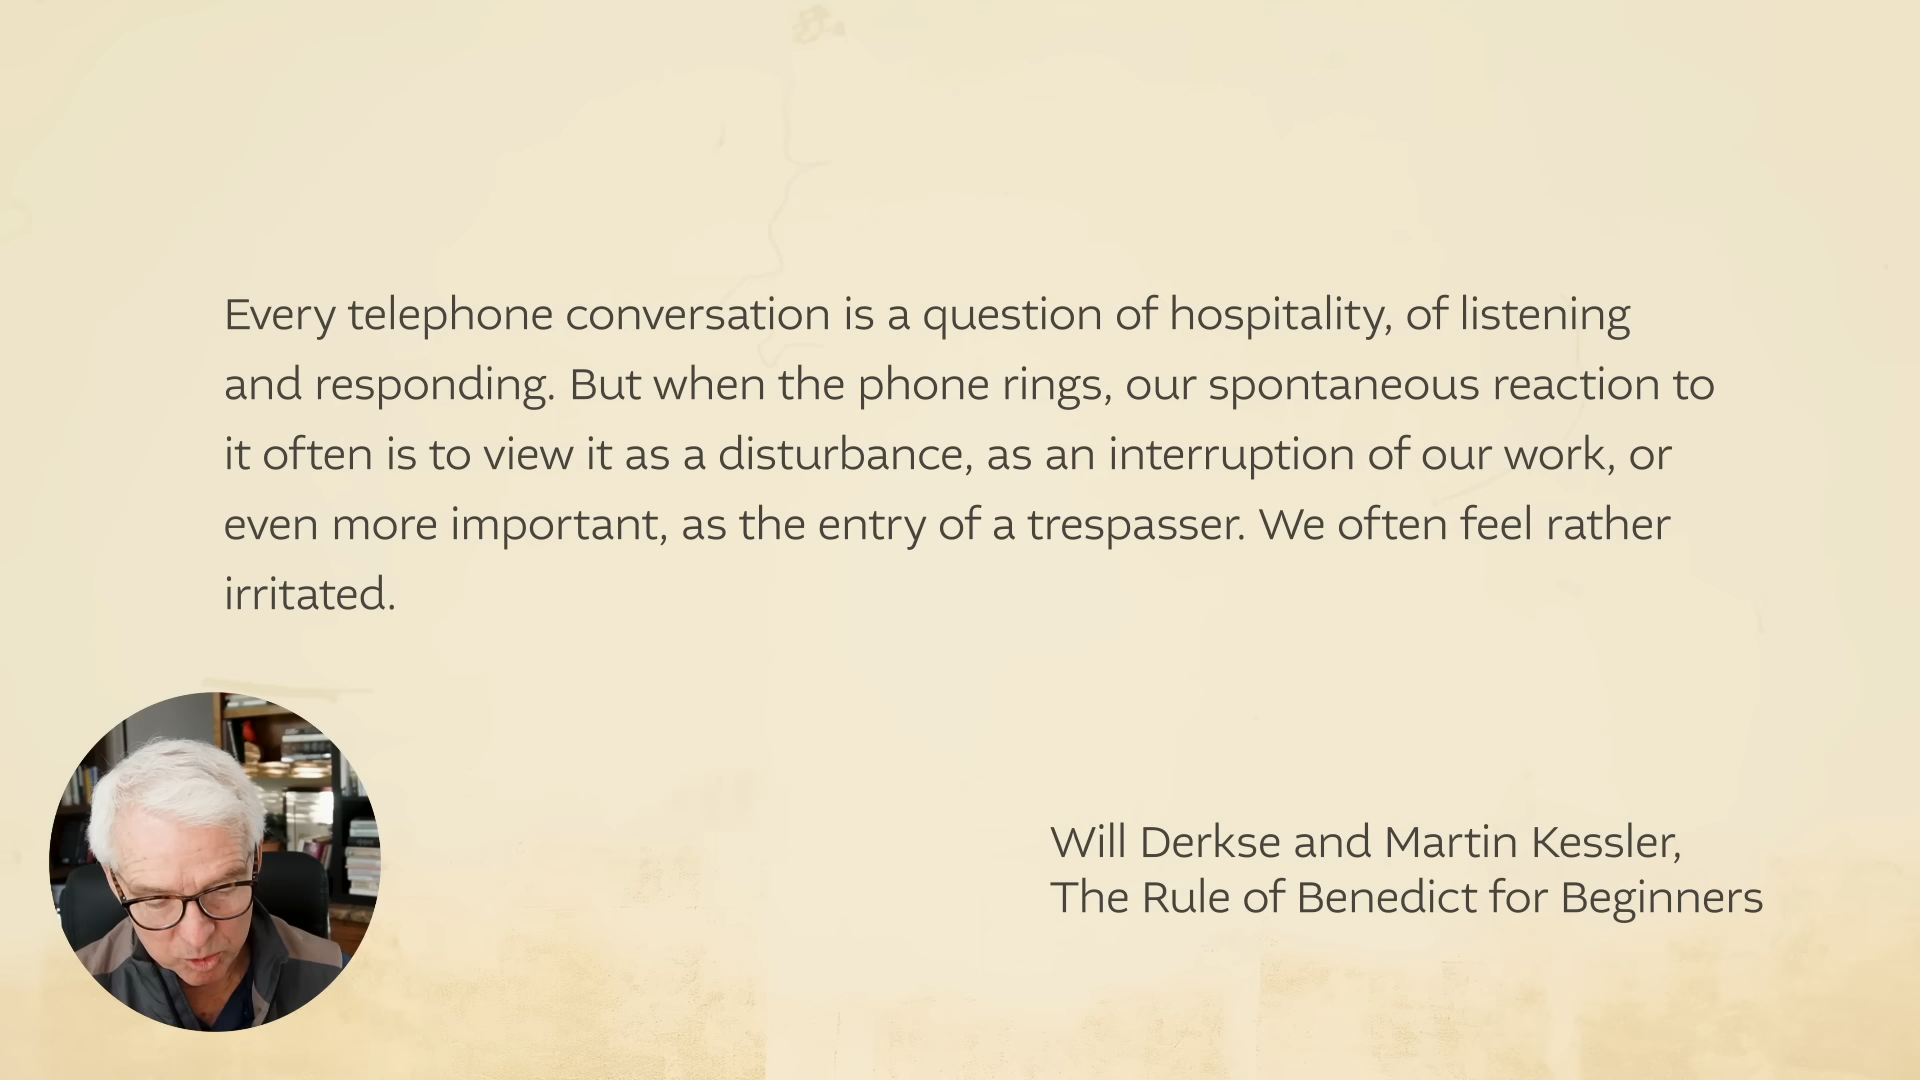 Every telephone conversation is a question of hospitality, of listening
and responding. But when the phone rings, our spontaneous reaction to
it often is to view it as a disturbance, as an interruption of our work, or
even more important, as the entry of a trespasser. We often feel rather
irritated.
Will Derkse and Martin Kessler,
The Rule of Benedict for Beginners